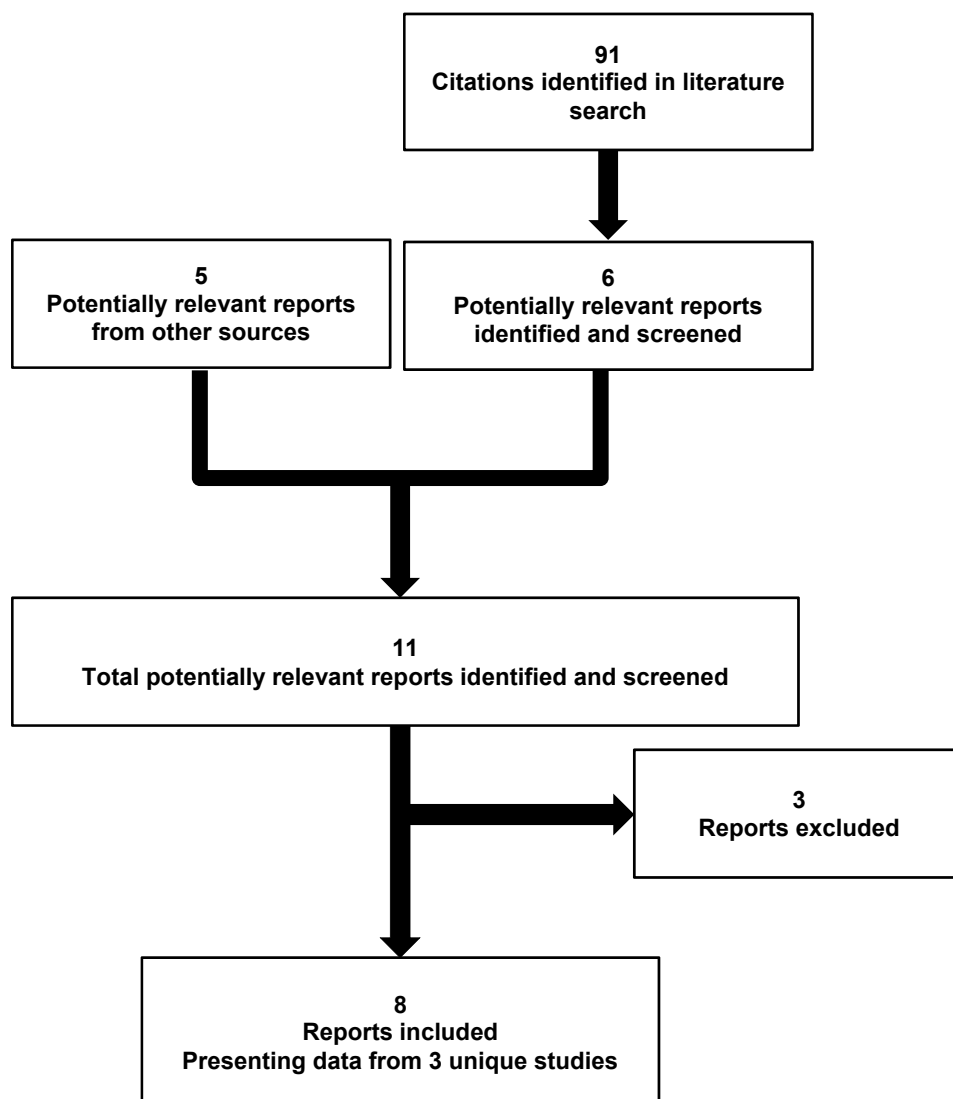 91
Citations identified in literature
search
5
Potentially relevant reports
from other sources
6
Potentially relevant reports
identified and screened
11
Total potentially relevant reports identified and screened
3
Reports excluded
8
Reports included
Presenting data from 3 unique studies